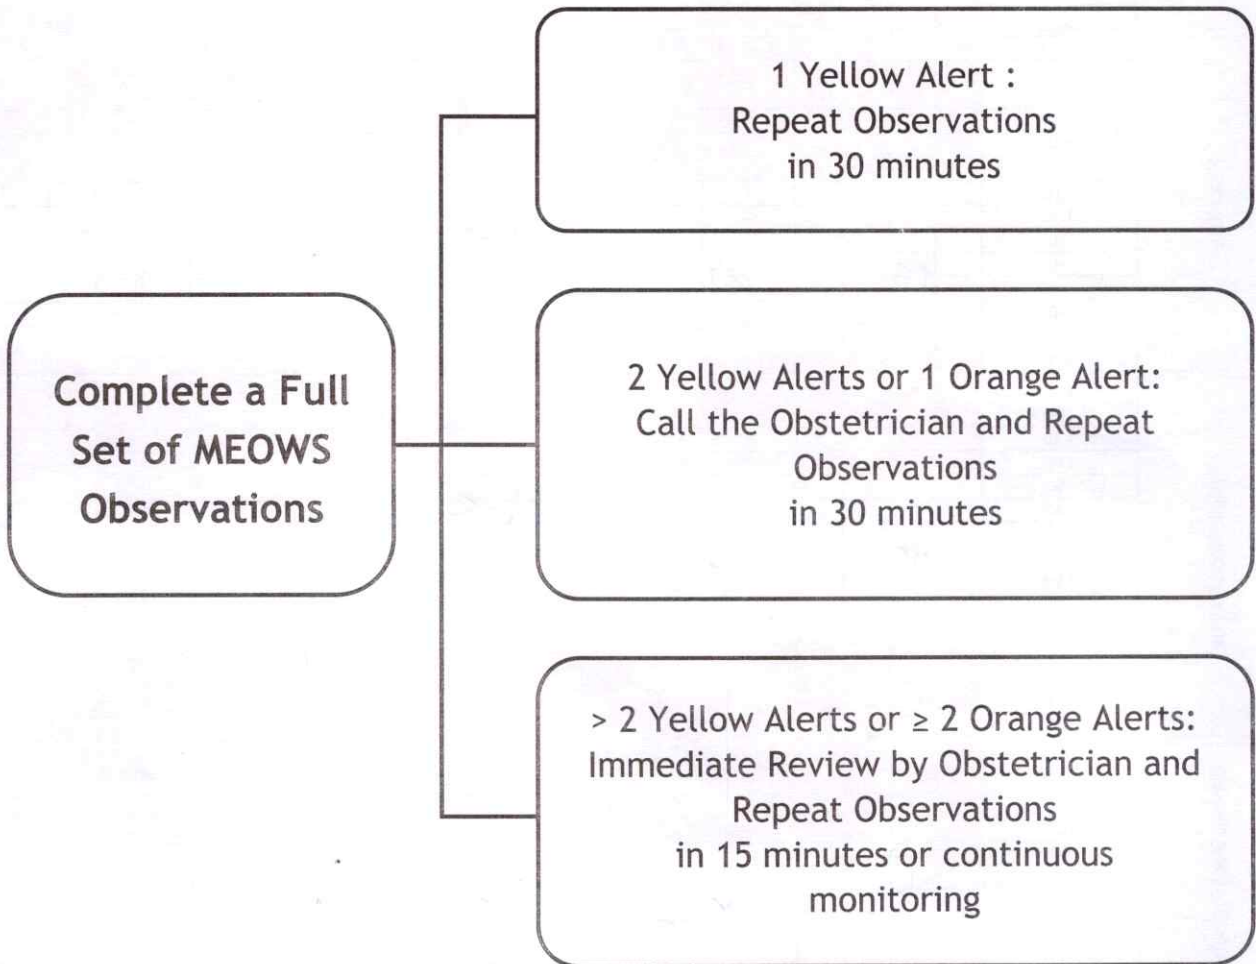 Complete a Full
Set of MEOWS
Observations
1 Yellow Alert :
Repeat Observations
in 30 minutes
2 Yellow Alerts or 1 Orange Alert:
Call the Obstetrician and Repeat
Observations
in 30 minutes
> 2 Yellow Alerts or ≥ 2 Orange Alerts:
Immediate Review by Obstetrician and
Repeat Observations
in 15 minutes or continuous
monitoring